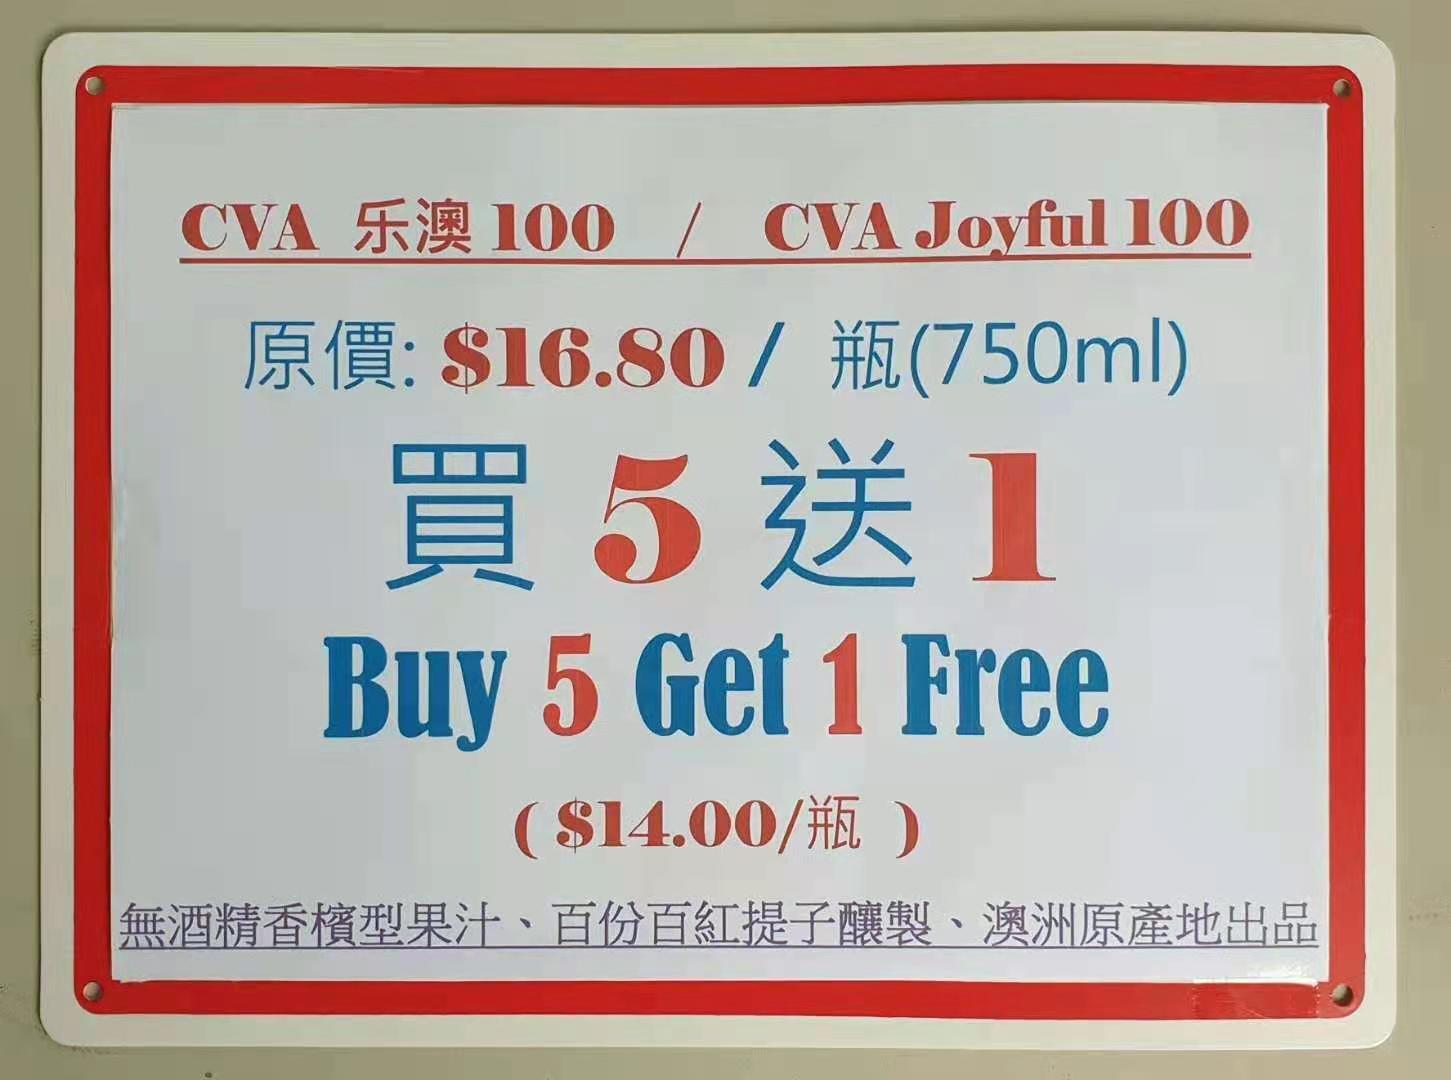 CVA 乐澳 100 / CVA Joyful 100
原價: $16.80 / 瓶(750ml)
買 5 送 1
Buy 5 Get 1 Free
( $14.00/瓶 )
無酒精香檳型果汁、百份百紅提子釀製、澳洲原產地出品